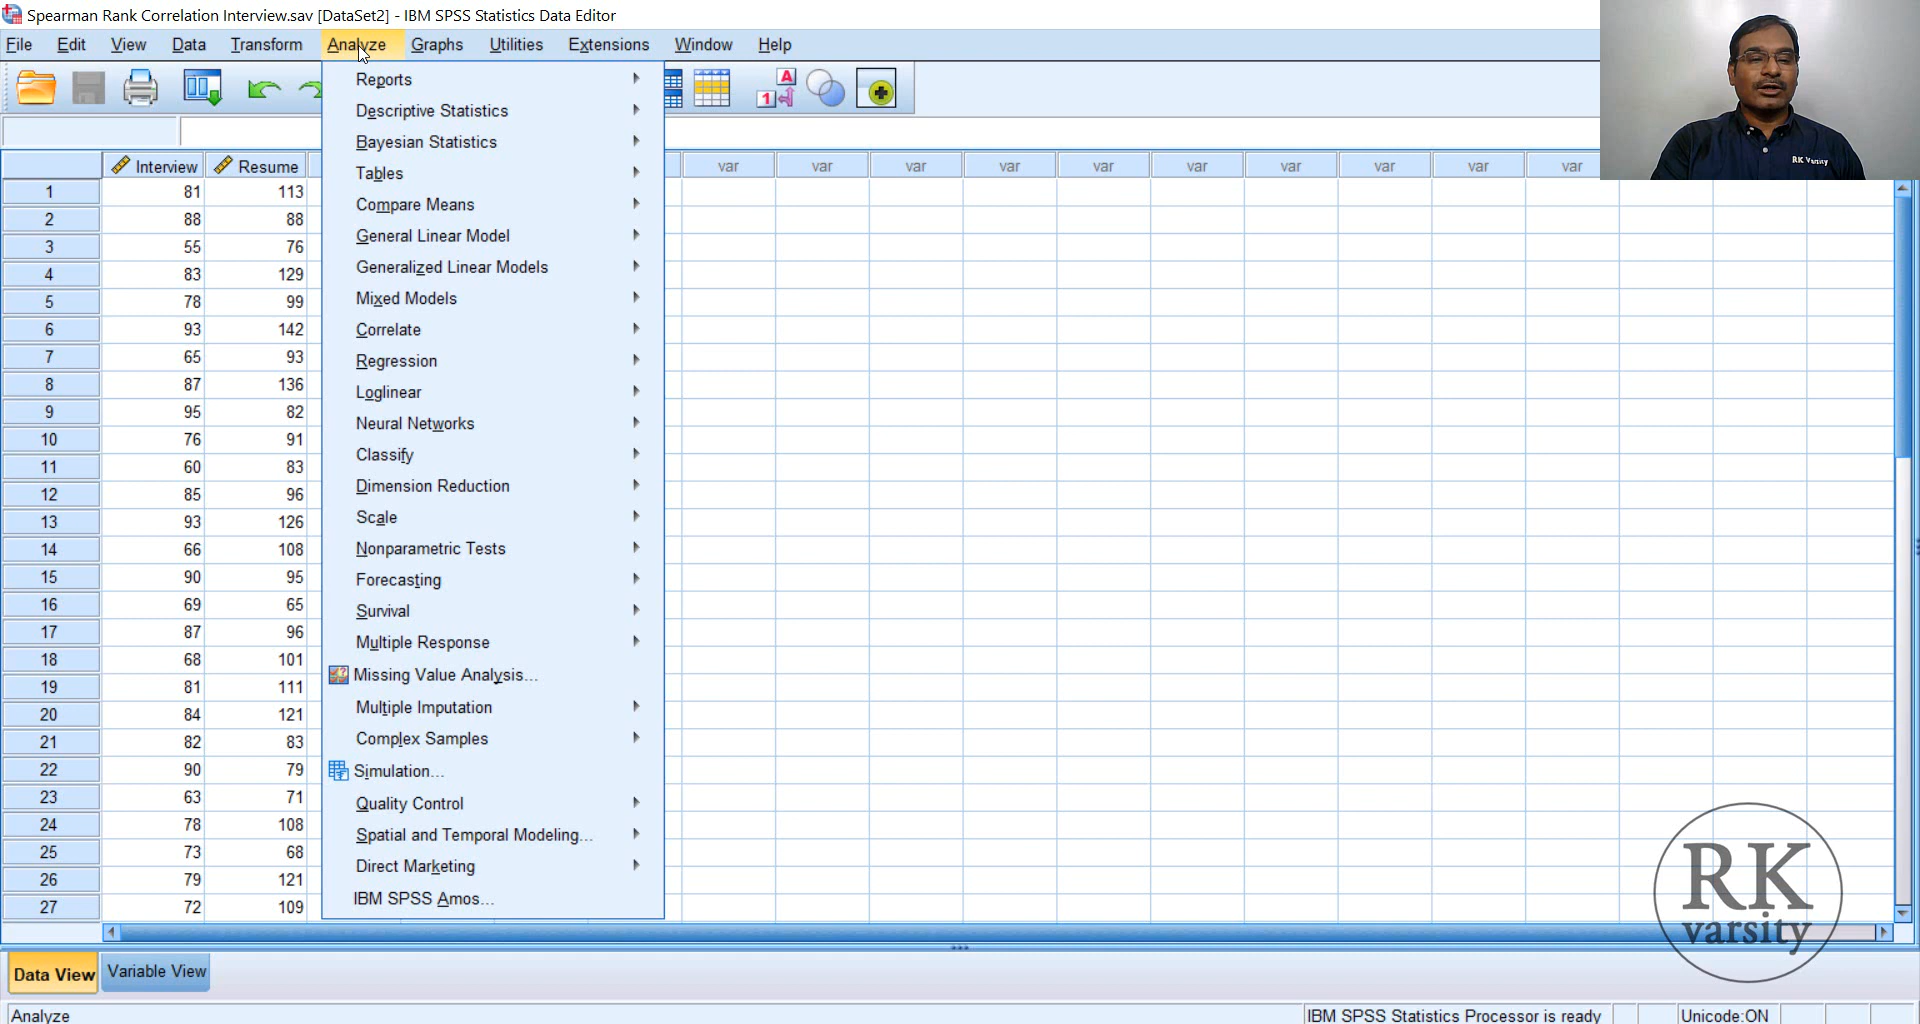 Spearman Rank Correlation Interview.sav [DataSet2] - IBM SPSS Statistics Data Editor
File Edit View Data Transform Analyze Graphs Utilities Extensions Window Help
Reports
Descriptive Statistics
Bayesian Statistics
Tables
Compare Means
General Linear Model
Generalized Linear Models
Mixed Models
Correlate
Regression
Loglinear
Neural Networks
Classify
Dimension Reduction
Scale
Nonparametric Tests
Forecasting
Survival
Multiple Response
Missing Value Analysis...
Multiple Imputation
Complex Samples
Simulation...
Quality Control
Spatial and Temporal Modeling...
Direct Marketing
IBM SPSS Amos...
A
1
RK Varsity
Interview Resume var var var var var var var var var var
1 81 113
2 88 88
3 55 76
4 83 129
5 78 99
6 93 142
7 65 93
8 87 136
9 95 82
10 76 91
11 60 83
12 85 96
13 93 126
14 66 108
15 90 95
16 69 65
17 87 96
18 68 101
19 81 111
20 84 121
21 82 83
22 90 79
23 63 71
24 78 108
25 73 68
26 79 121
27 72 109
RK
varsity
Data View Variable View
Analyze IBM SPSS Statistics Processor is ready Unicode:ON